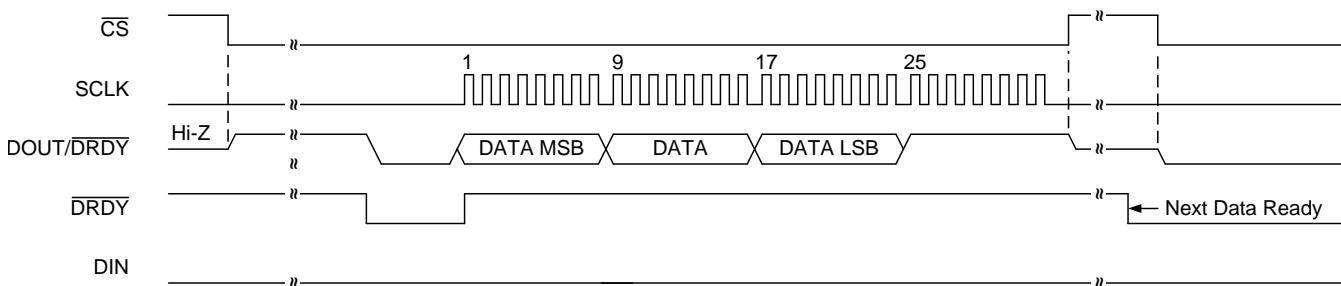 CS
1 9 17 25
SCLK
Hi-Z
DOUT/DRDY
DATA MSB DATA DATA LSB
DRDY
Next Data Ready
DIN